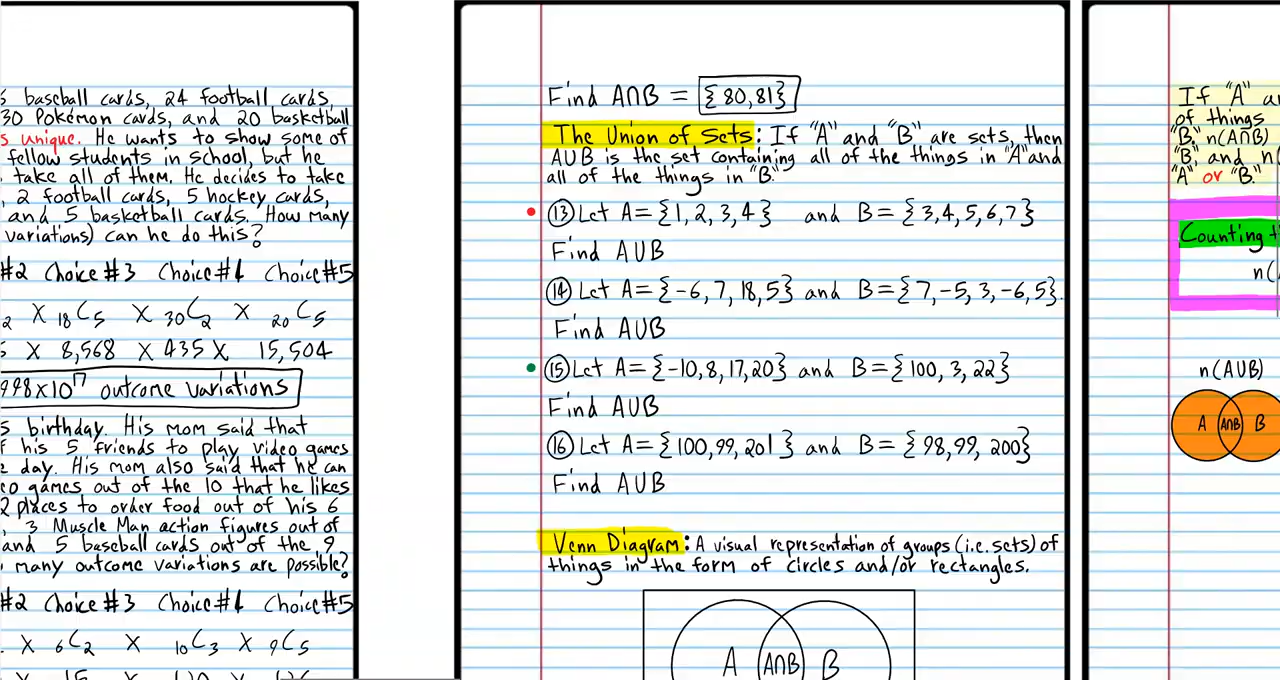 5 baseball cards, 24 football cards,
30 Pokémon cards, and 20 basketball
s unique. He wants to show some of
fellow students in school, but he
take all of them. He decides to take
, 2 football cards, 5 hockey cards,
and 5 basketball cards. How many
variations) can he do this?
#2 Choice #3 Choice #4 Choice #5
2 X 18C5 X 30C2 X 20C5
X 8,568 X 435 X 15,504
998x10^17 outcome variations
s birthday. His mom said that
f his 5 friends to play video games
e day. His mom also said that he can
eo games out of the 10 that he likes
2 places to order food out of his 6
, 3 Muscle Man action figures out of
and 5 baseball cards out of the 9
many outcome variations are possible?
#2 Choice #3 Choice #4 Choice #5
X 6C2 X 10C3 X 9C5
Find A∩B = {80,81}
The Union of Sets: If "A" and "B" are sets, then
A∪B is the set containing all of the things in "A" and
all of the things in "B."
⑬ Let A = {1, 2, 3, 4} and B = {3, 4, 5, 6, 7}
Find A∪B
⑭ Let A = {-6, 7, 18, 5} and B = {7, -5, 3, -6, 5}.
Find A∪B
⑮ Let A = {-10, 8, 17, 20} and B = {100, 3, 22}
Find A∪B
⑯ Let A = {100, 99, 201} and B = {98, 99, 200}
Find A∪B
Venn Diagram: A visual representation of groups (i.e. sets) of
things in the form of circles and/or rectangles.
A A∩B B
If "A" a
of things
"B," n(A∩B)
"B," and n(
"A" or "B."
Counting t
n(
n(A∪B)
A A∩B B